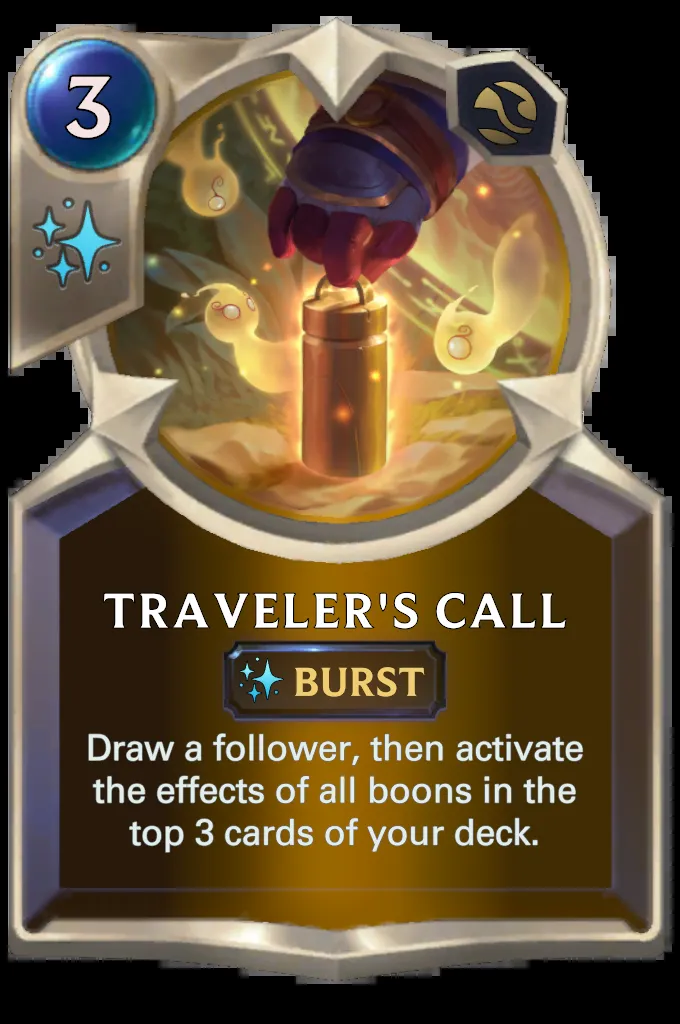 3
TRAVELER'S CALL
BURST
Draw a follower, then activate
the effects of all boons in the
top 3 cards of your deck.